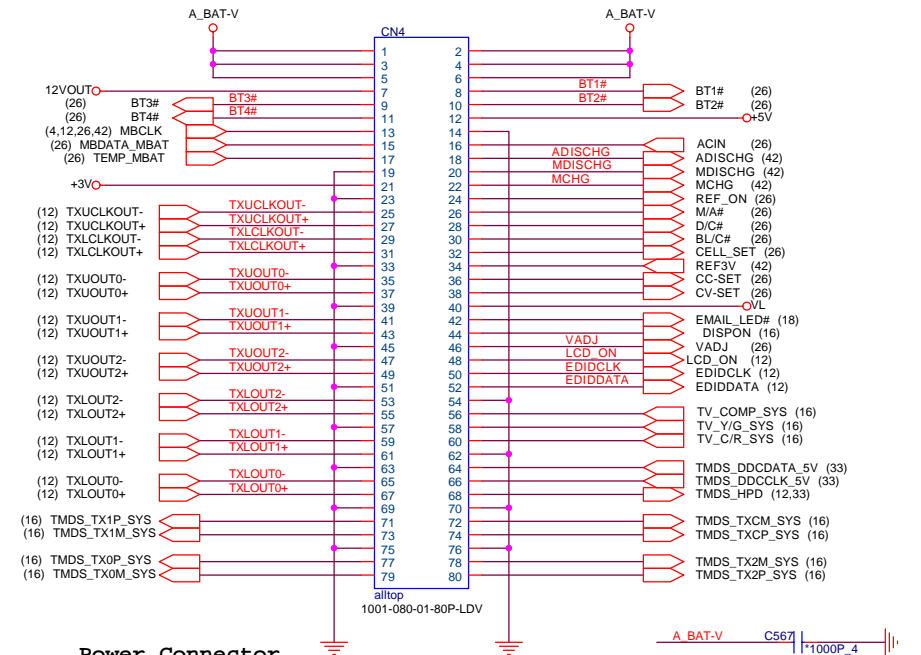 A_BAT-V A_BAT-V
CN4
1 2
3 4
5 6
12VOUT 7 8 BT1# BT1# (26)
(26) BT3# BT3# 9 10 BT2# BT2# (26)
(26) BT4# BT4# 11 12 +5V
(4,12,26,42) MBCLK 13 14
(26) MBDATA_MBAT 15 16 ACIN (26)
(26) TEMP_MBAT 17 18 ADISCHG ADISCHG (42)
19 20 MDISCHG MDISCHG (42)
+3V 21 22 MCHG MCHG (42)
23 24 REF_ON (26)
(12) TXUCLKOUT- TXUCLKOUT- 25 26 M/A# (26)
(12) TXUCLKOUT+ TXUCLKOUT+ 27 28 D/C# (26)
(12) TXLCLKOUT- TXLCLKOUT- 29 30 BL/C# (26)
(12) TXLCLKOUT+ TXLCLKOUT+ 31 32 CELL_SET (26)
33 34 REF3V (42)
(12) TXUOUT0- TXUOUT0- 35 36 CC-SET (26)
(12) TXUOUT0+ TXUOUT0+ 37 38 CV-SET (26)
39 40 VL
(12) TXUOUT1- TXUOUT1- 41 42 EMAIL_LED# (18)
(12) TXUOUT1+ TXUOUT1+ 43 44 DISPON (16)
45 46 VADJ VADJ (26)
(12) TXUOUT2- TXUOUT2- 47 48 LCD_ON LCD_ON (12)
(12) TXUOUT2+ TXUOUT2+ 49 50 EDIDCLK EDIDCLK (12)
51 52 EDIDDATA EDIDDATA (12)
(12) TXLOUT2- TXLOUT2- 53 54
(12) TXLOUT2+ TXLOUT2+ 55 56 TV_COMP_SYS (16)
57 58 TV_Y/G_SYS (16)
(12) TXLOUT1- TXLOUT1- 59 60 TV_C/R_SYS (16)
(12) TXLOUT1+ TXLOUT1+ 61 62
63 64 TMDS_DDCDATA_5V (33)
(12) TXLOUT0- TXLOUT0- 65 66 TMDS_DDCCLK_5V (33)
(12) TXLOUT0+ TXLOUT0+ 67 68 TMDS_HPD (12,33)
69 70
(16) TMDS_TX1P_SYS 71 72 TMDS_TXCM_SYS (16)
(16) TMDS_TX1M_SYS 73 74 TMDS_TXCP_SYS (16)
75 76
(16) TMDS_TX0P_SYS 77 78 TMDS_TX2M_SYS (16)
(16) TMDS_TX0M_SYS 79 80 TMDS_TX2P_SYS (16)
alltop
1001-080-01-80P-LDV
A_BAT-V C567
*1000P_4
Power Connector